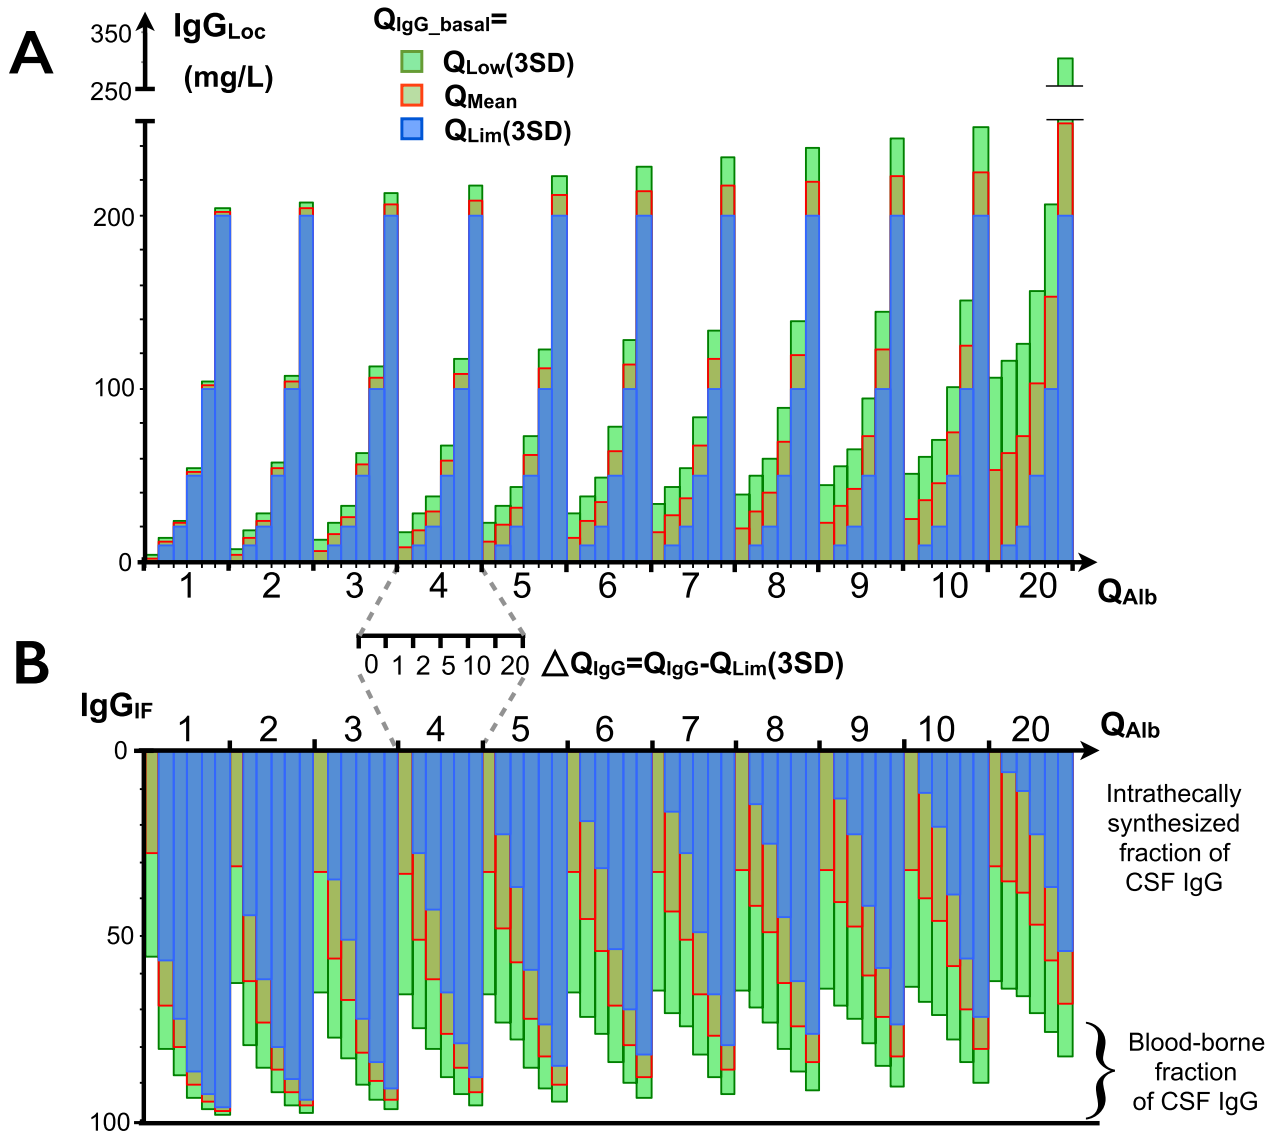 A
350
IgGLoc
(mg/L)
250
QIgG_basal=
QLow(3SD)
QMean
QLim(3SD)
200
100
0
1 2 3 4 5 6 7 8 9 10 20
QAlb
0 1 2 5 10 20
△QIgG=QIgG-QLim(3SD)
B
IgGIF
1 2 3 4 5 6 7 8 9 10 20
QAlb
0
50
100
Intrathecally
synthesized
fraction of
CSF IgG
Blood-borne
fraction
of CSF IgG